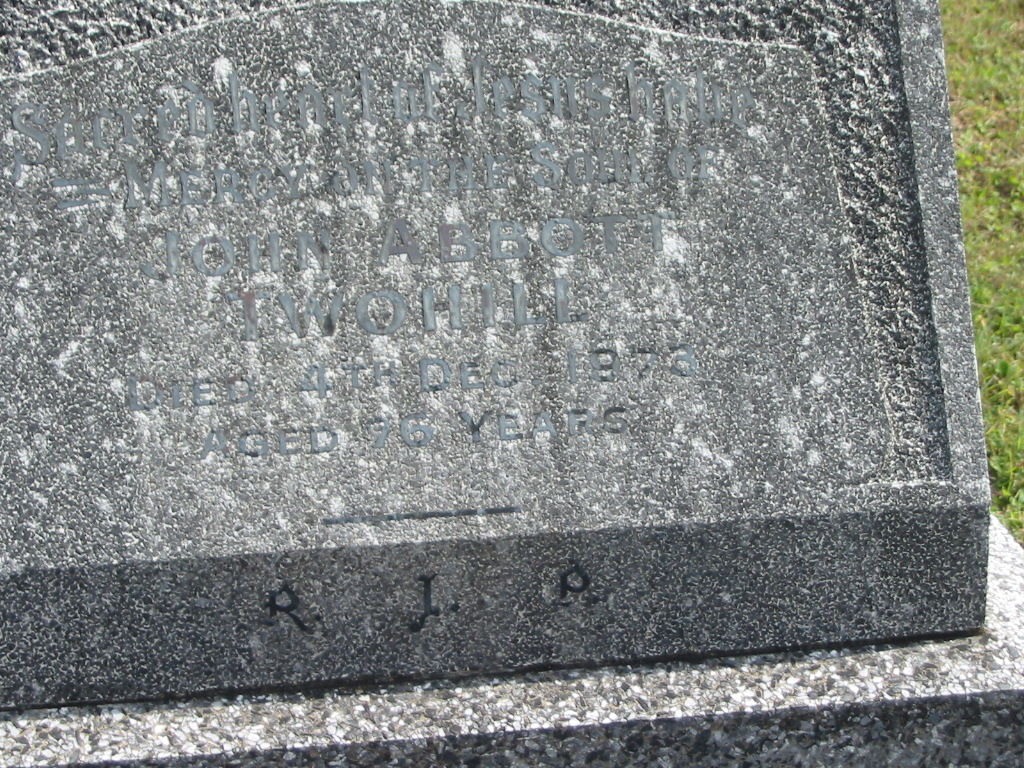 Sacred heart of Jesus have
Mercy on the Soul of
JOHN ABBOTT
TWOHILL
DIED 4TH DEC. 1973
AGED 76 YEARS
R. I. P.